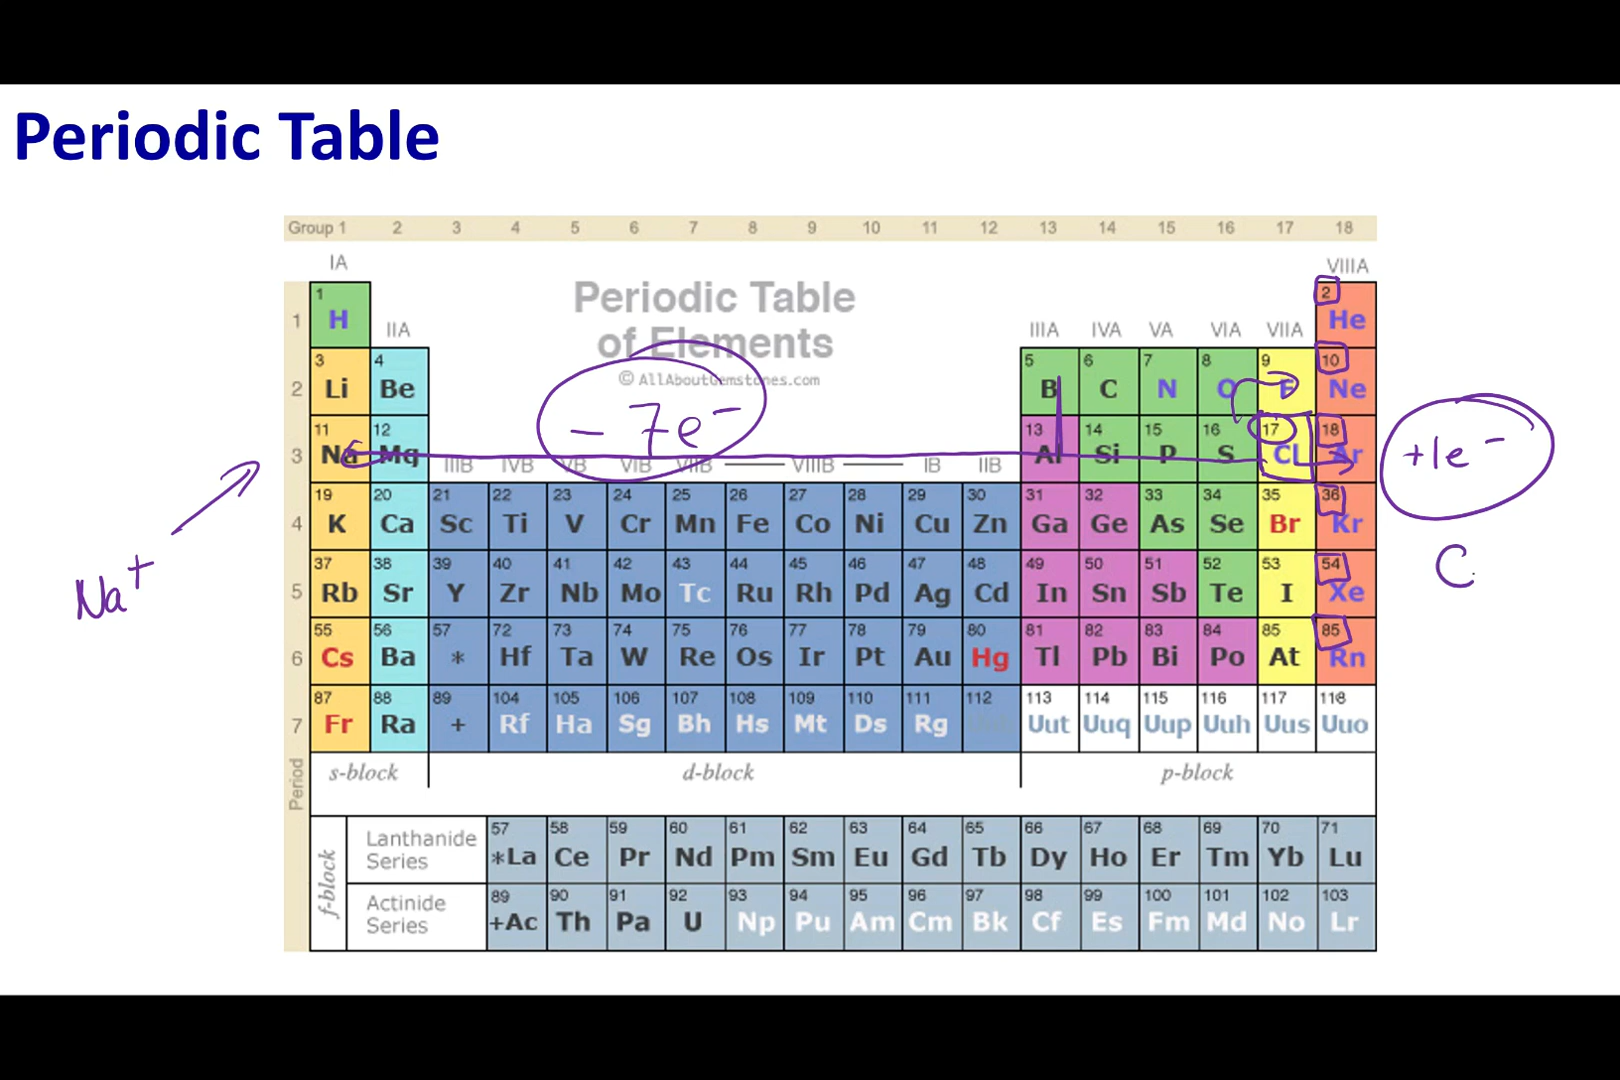 Periodic Table
Group 1 2 3 4 5 6 7 8 9 10 11 12 13 14 15 16 17 18
IA VIIIA
Periodic Table
of Elements
© AllAboutGemstones.com
1 2
1 H He
IIA IIIA IVA VA VIA VIIA
3 4 5 6 7 8 9 10
2 Li Be B C N O F Ne
- 7e-
11 12 13 14 15 16 17 18
3 Na Mg Al Si P S Cl Ar
+1e-
IIIB IVB VB VIB VIIB VIIIB IB IIB
19 20 21 22 23 24 25 26 27 28 29 30 31 32 33 34 35 36
4 K Ca Sc Ti V Cr Mn Fe Co Ni Cu Zn Ga Ge As Se Br Kr
Na+
C
37 38 39 40 41 42 43 44 45 46 47 48 49 50 51 52 53 54
5 Rb Sr Y Zr Nb Mo Tc Ru Rh Pd Ag Cd In Sn Sb Te I Xe
55 56 57 72 73 74 75 76 77 78 79 80 81 82 83 84 85 85
6 Cs Ba * Hf Ta W Re Os Ir Pt Au Hg Tl Pb Bi Po At Rn
87 88 89 104 105 106 107 108 109 110 111 112 113 114 115 116 117 118
7 Fr Ra + Rf Ha Sg Bh Hs Mt Ds Rg Uut Uuq Uup Uuh Uus Uuo
Period
s-block d-block p-block
f-block
Lanthanide
Series
57 58 59 60 61 62 63 64 65 66 67 68 69 70 71
*La Ce Pr Nd Pm Sm Eu Gd Tb Dy Ho Er Tm Yb Lu
Actinide
Series
89 90 91 92 93 94 95 96 97 98 99 100 101 102 103
+Ac Th Pa U Np Pu Am Cm Bk Cf Es Fm Md No Lr